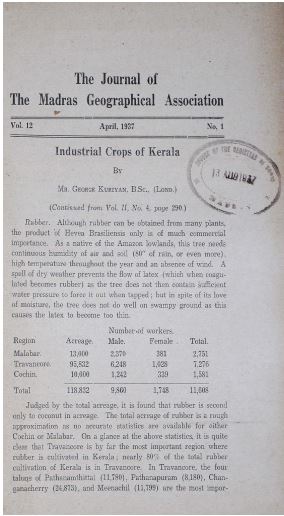 The Journal of
The Madras Geographical Association
Vol. 12 April, 1937 No. 1
Industrial Crops of Kerala
By
Mr. George Kuriyan, B.Sc., (Lond.)
(Continued from Vol. II, No. 4, page 290.)
Rubber. Although rubber can be obtained from many plants,
the product of Hevea Brasiliensis only is of much commercial
importance. As a native of the Amazon lowlands, this tree needs
continuous humidity of air and soil (80" of rain, or even more),
high temperature throughout the year and an absence of wind. A
spell of dry weather prevents the flow of latex (which when coagu-
lated becomes rubber) as the tree does not then contain sufficient
water pressure to force it out when tapped; but in spite of its love
of moisture, the tree does not do well on swampy ground as this
causes the latex to become too thin.
Number of workers.
Region Acreage. Male. Female. Total.
Malabar. 13,000 2,370 381 2,751
Travancore. 95,832 6,248 1,028 7,276
Cochin. 10,000 1,242 339 1,581
Total 118,832 9,860 1,748 11,608
Judged by the total acreage, it is found that rubber is second
only to coconut in acreage. The total acreage of rubber is a rough
approximation as no accurate statistics are available for either
Cochin or Malabar. On a glance at the above statistics, it is quite
clear that Travancore is by far the most important region where
rubber is cultivated in Kerala; nearly 80% of the total rubber
cultivation of Kerala is in Travancore. In Travancore, the four
taluqs of Pathanamthittai (11,780), Pathanapuram (8,180), Chan-
ganacherry (24,873), and Meenachil (11,799) are the most impor-
OFFICE OF THE REGISTRAR OF BOOKS